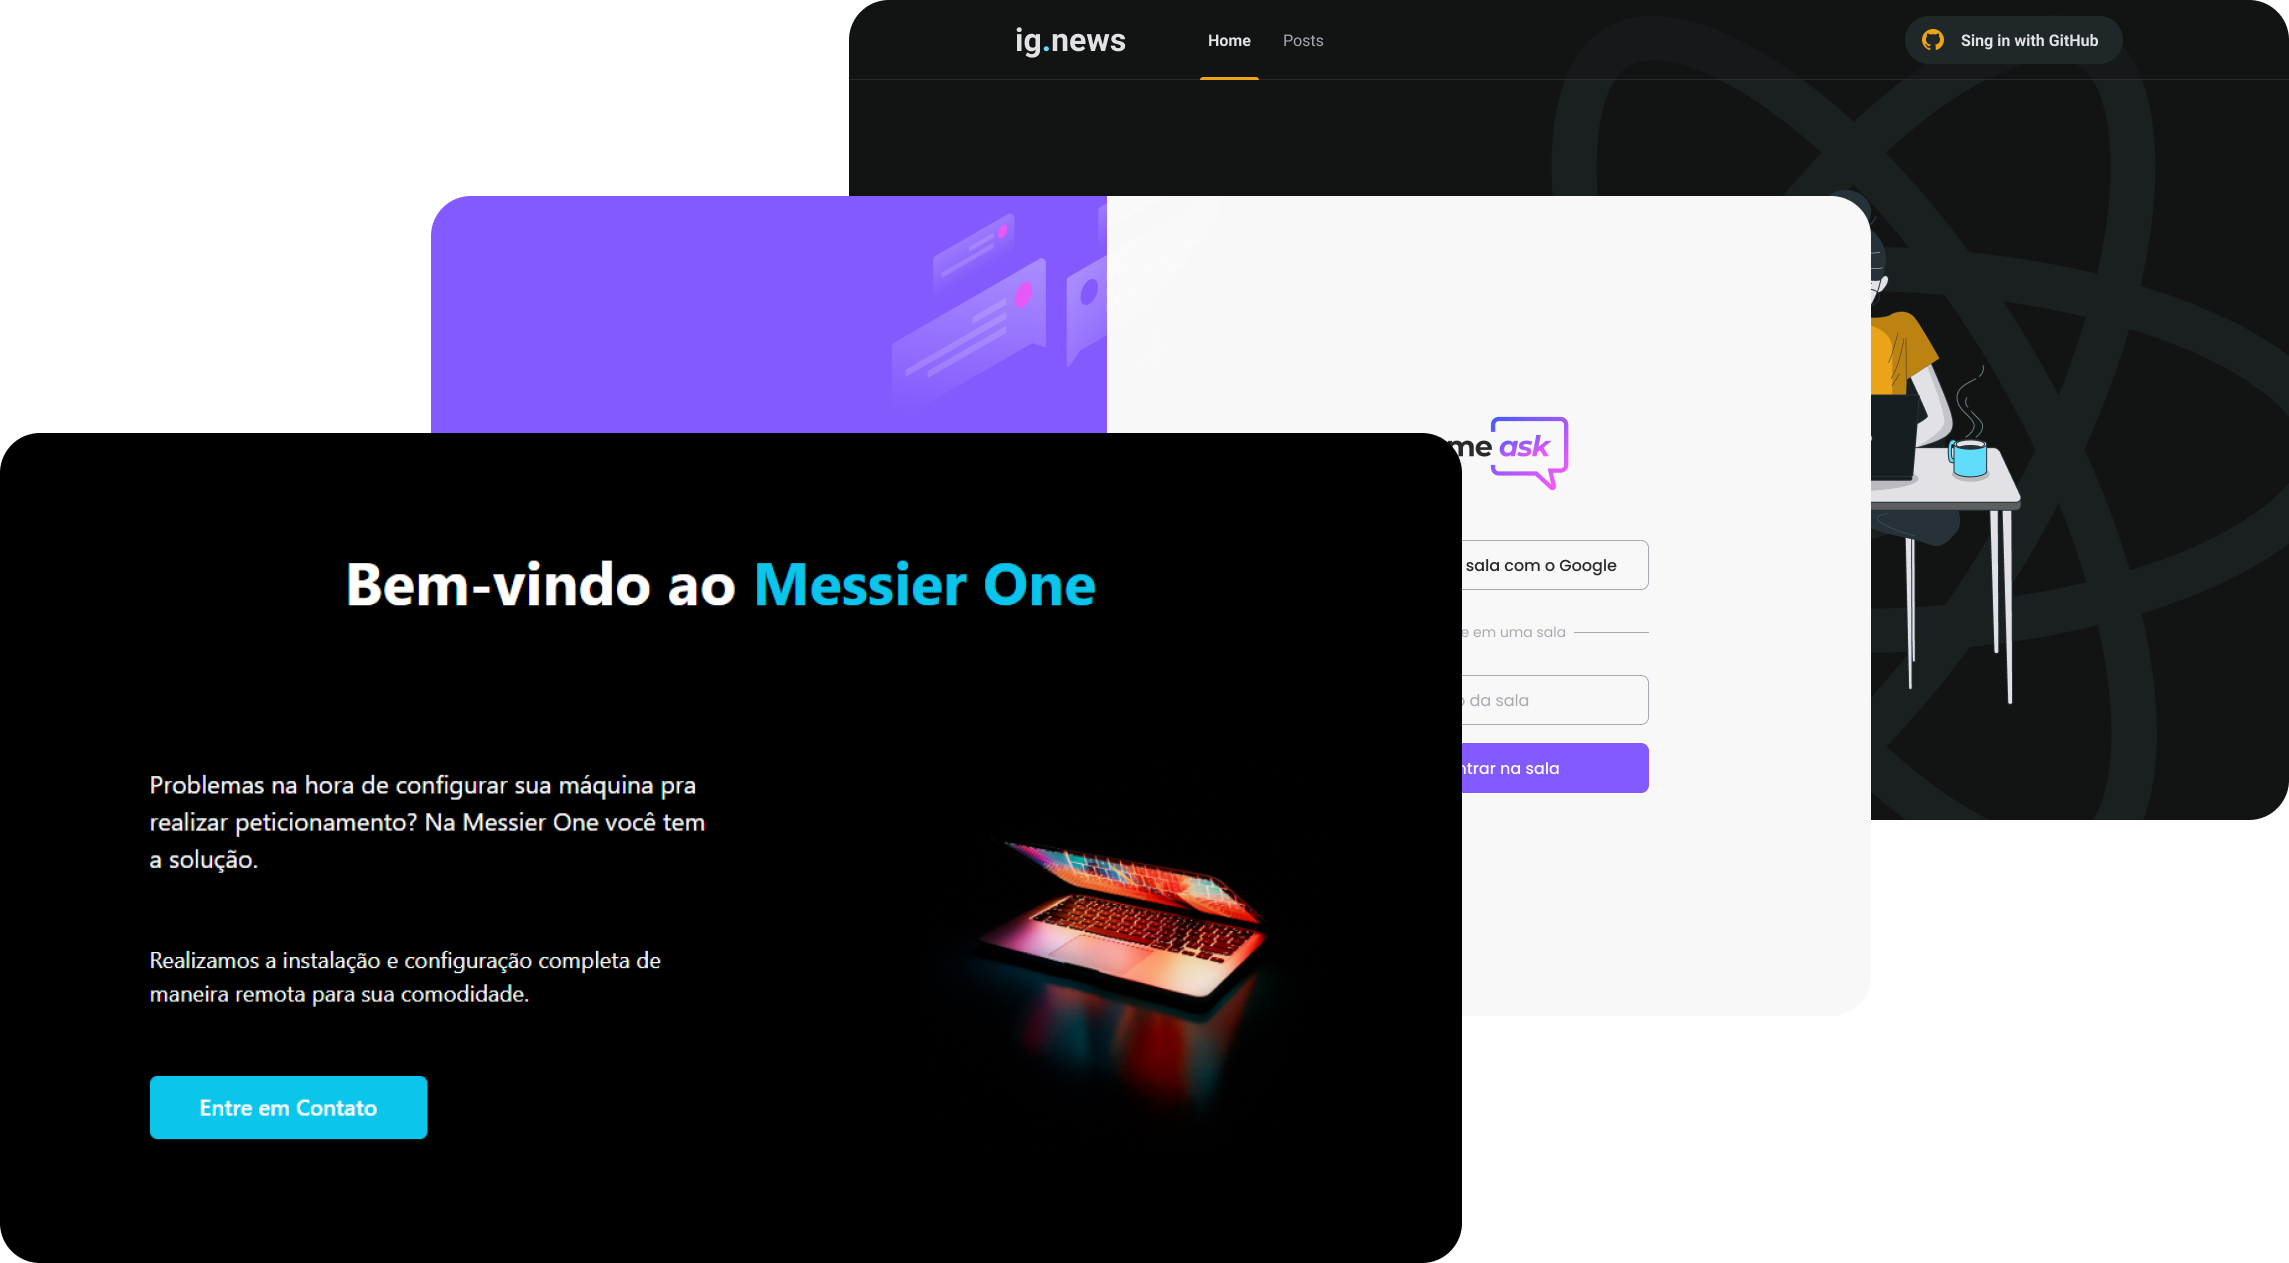 ig.news
Home
Posts
Sing in with GitHub
me ask
sala com o Google
e em uma sala
da sala
ntrar na sala
Bem-vindo ao Messier One
Problemas na hora de configurar sua máquina pra
realizar peticionamento? Na Messier One você tem
a solução.
Realizamos a instalação e configuração completa de
maneira remota para sua comodidade.
Entre em Contato